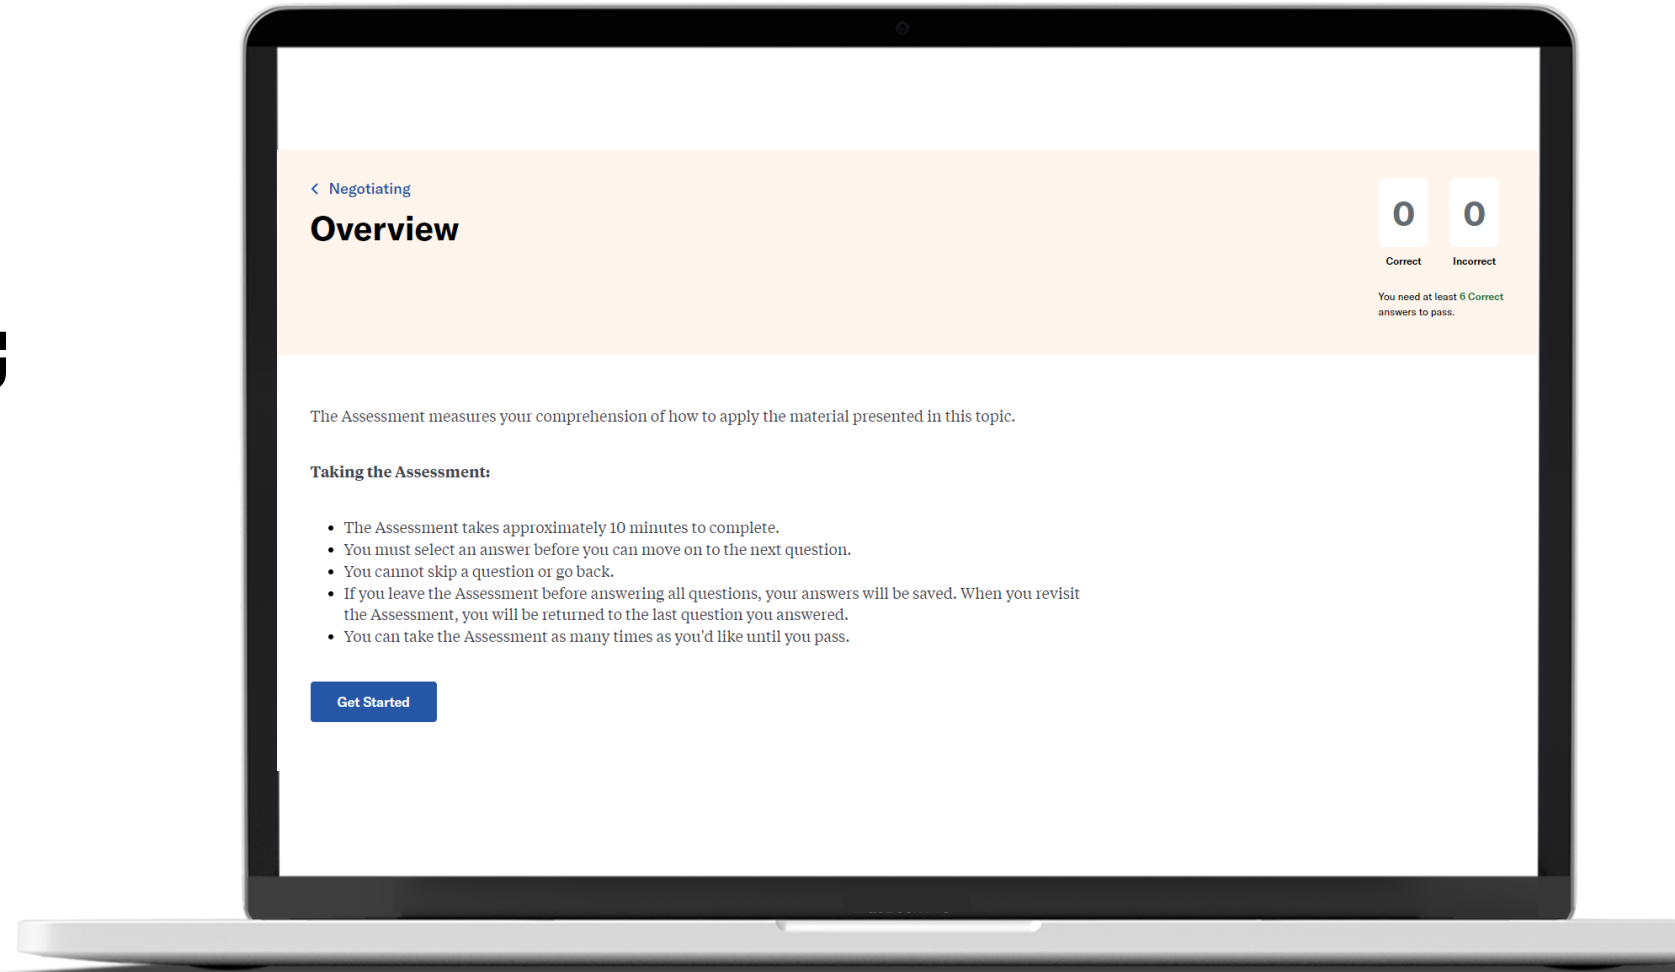 Negotiating
Overview
0
0
Correct
Incorrect
You need at least 6 Correct
answers to pass.
The Assessment measures your comprehension of how to apply the material presented in this topic.
Taking the Assessment:
• The Assessment takes approximately 10 minutes to complete.
• You must select an answer before you can move on to the next question.
• You cannot skip a question or go back.
• If you leave the Assessment before answering all questions, your answers will be saved. When you revisit
the Assessment, you will be returned to the last question you answered.
• You can take the Assessment as many times as you'd like until you pass.
Get Started